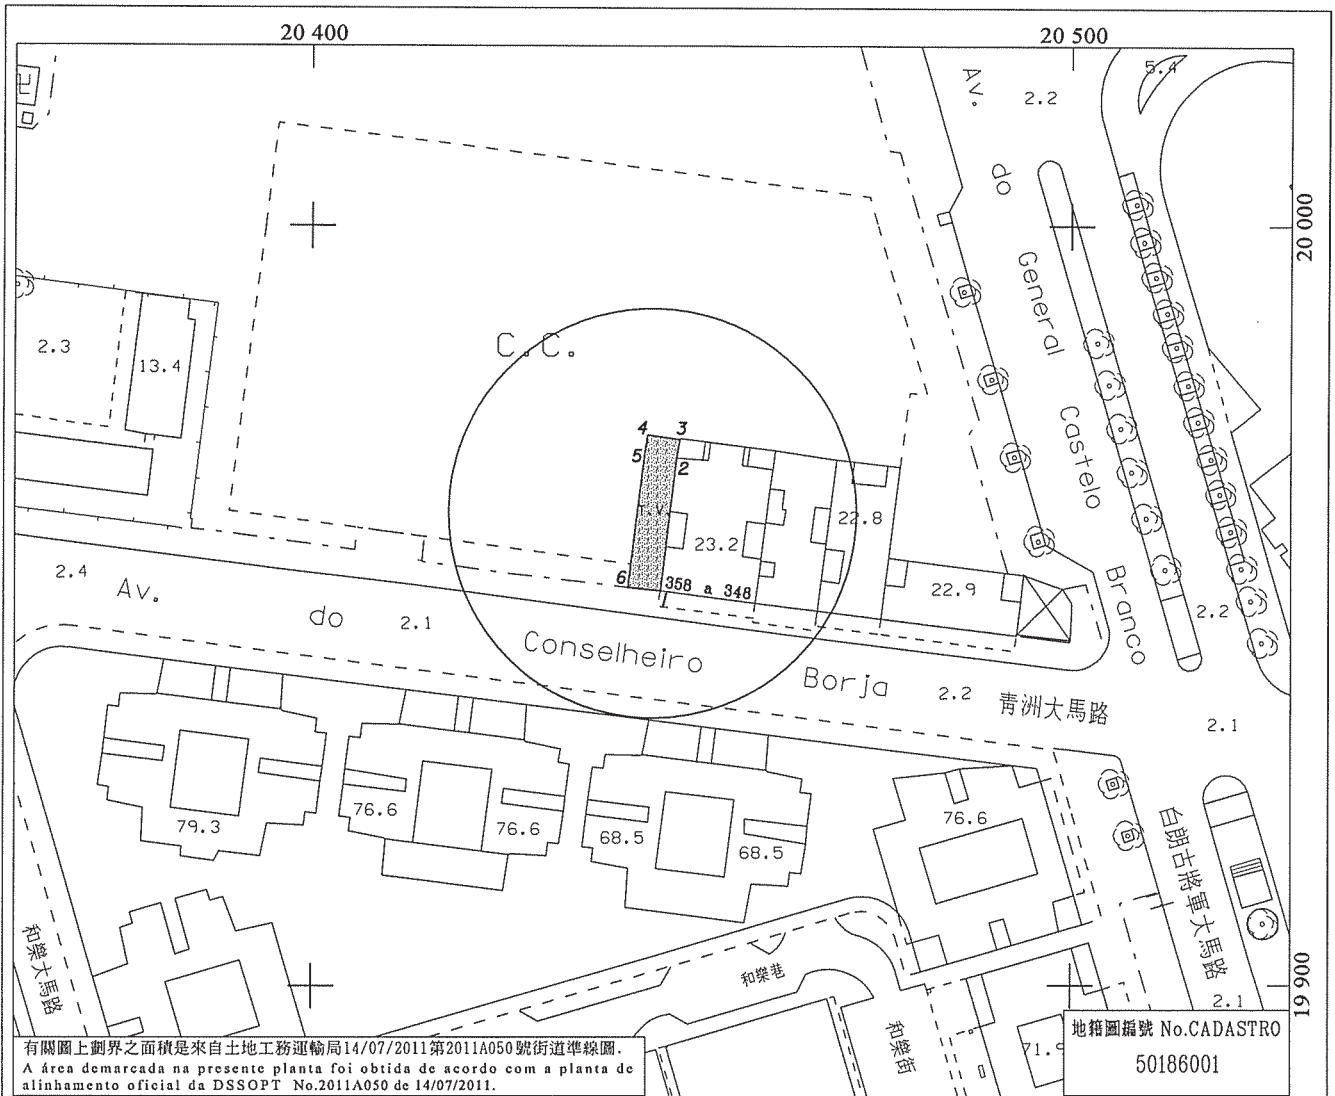 20 400
20 500
5.4
Av.
2.2
do
General
Castelo
Branco
20 000
C.C.
2.3
13.4
4 3
5 2
22.8
23.2
6
358 a 348
1
22.9
2.4
Av.
do
2.1
Conselheiro
Borja
2.2
青洲大馬路
2.2
2.1
79.3
76.6
76.6
68.5
68.5
76.6
台朗古將軍大馬路
和樂大馬路
和樂巷
和樂街
71.9
2.1
19 900
有關圖上劃界之面積是來自土地工務運輸局14/07/2011第2011A050號街道準線圖.
A área demarcada na presente planta foi obtida de acordo com a planta de
alinhamento oficial da DSSOPT No.2011A050 de 14/07/2011.
地籍圖編號 No.CADASTRO
50186001